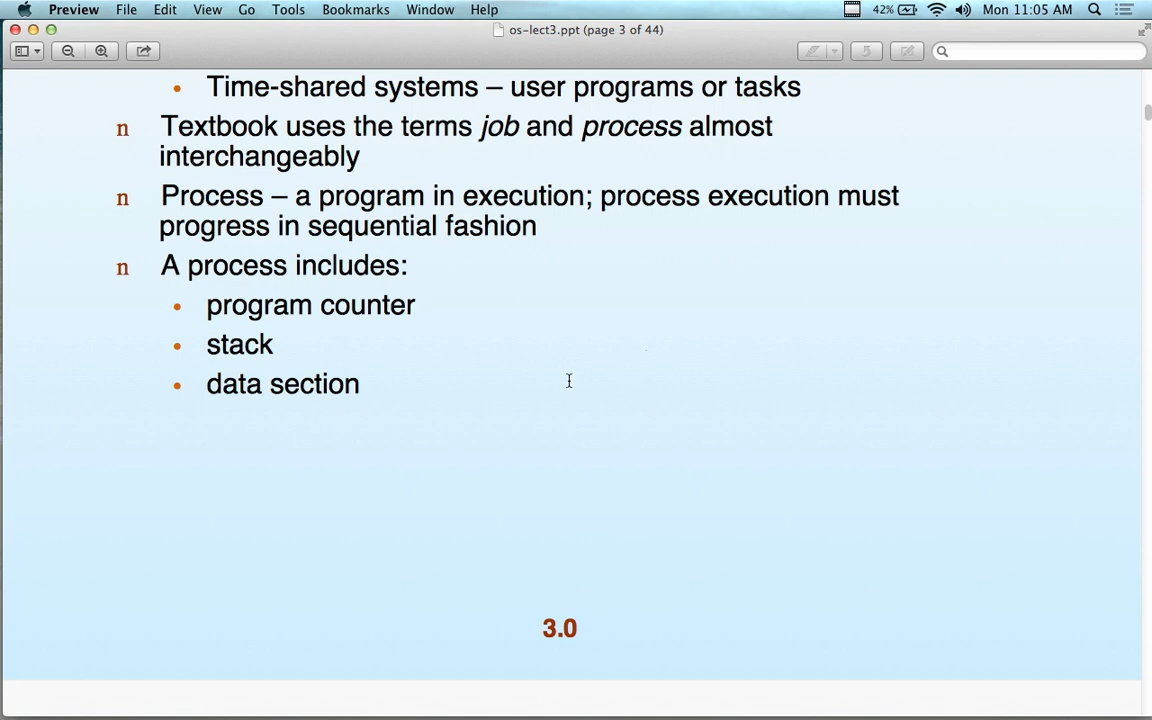 Preview File Edit View Go Tools Bookmarks Window Help 42% Mon 11:05 AM
os-lect3.ppt (page 3 of 44)
• Time-shared systems – user programs or tasks
n Textbook uses the terms job and process almost
interchangeably
n Process – a program in execution; process execution must
progress in sequential fashion
n A process includes:
• program counter
• stack
• data section
3.0